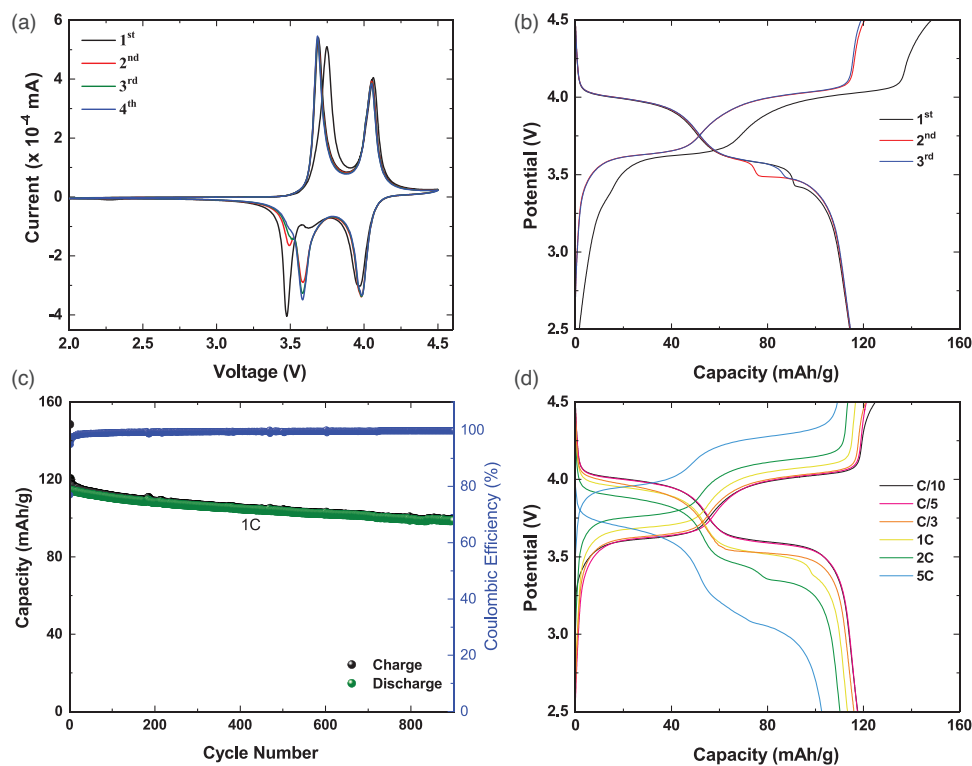 (a)
6
4
2
0
-2
-4
2.0
2.5
3.0
3.5
4.0
4.5
Current (x 10⁻⁴ mA)
Voltage (V)
1ˢᵗ
2ⁿᵈ
3ʳᵈ
4ᵗʰ
(b)
4.5
4.0
3.5
3.0
2.5
0
40
80
120
160
Potential (V)
Capacity (mAh/g)
1ˢᵗ
2ⁿᵈ
3ʳᵈ
(c)
160
120
80
40
0
0
200
400
600
800
100
80
60
40
20
0
Capacity (mAh/g)
Coulombic Efficiency (%)
Cycle Number
1C
Charge
Discharge
(d)
4.5
4.0
3.5
3.0
2.5
0
40
80
120
160
Potential (V)
Capacity (mAh/g)
C/10
C/5
C/3
1C
2C
5C